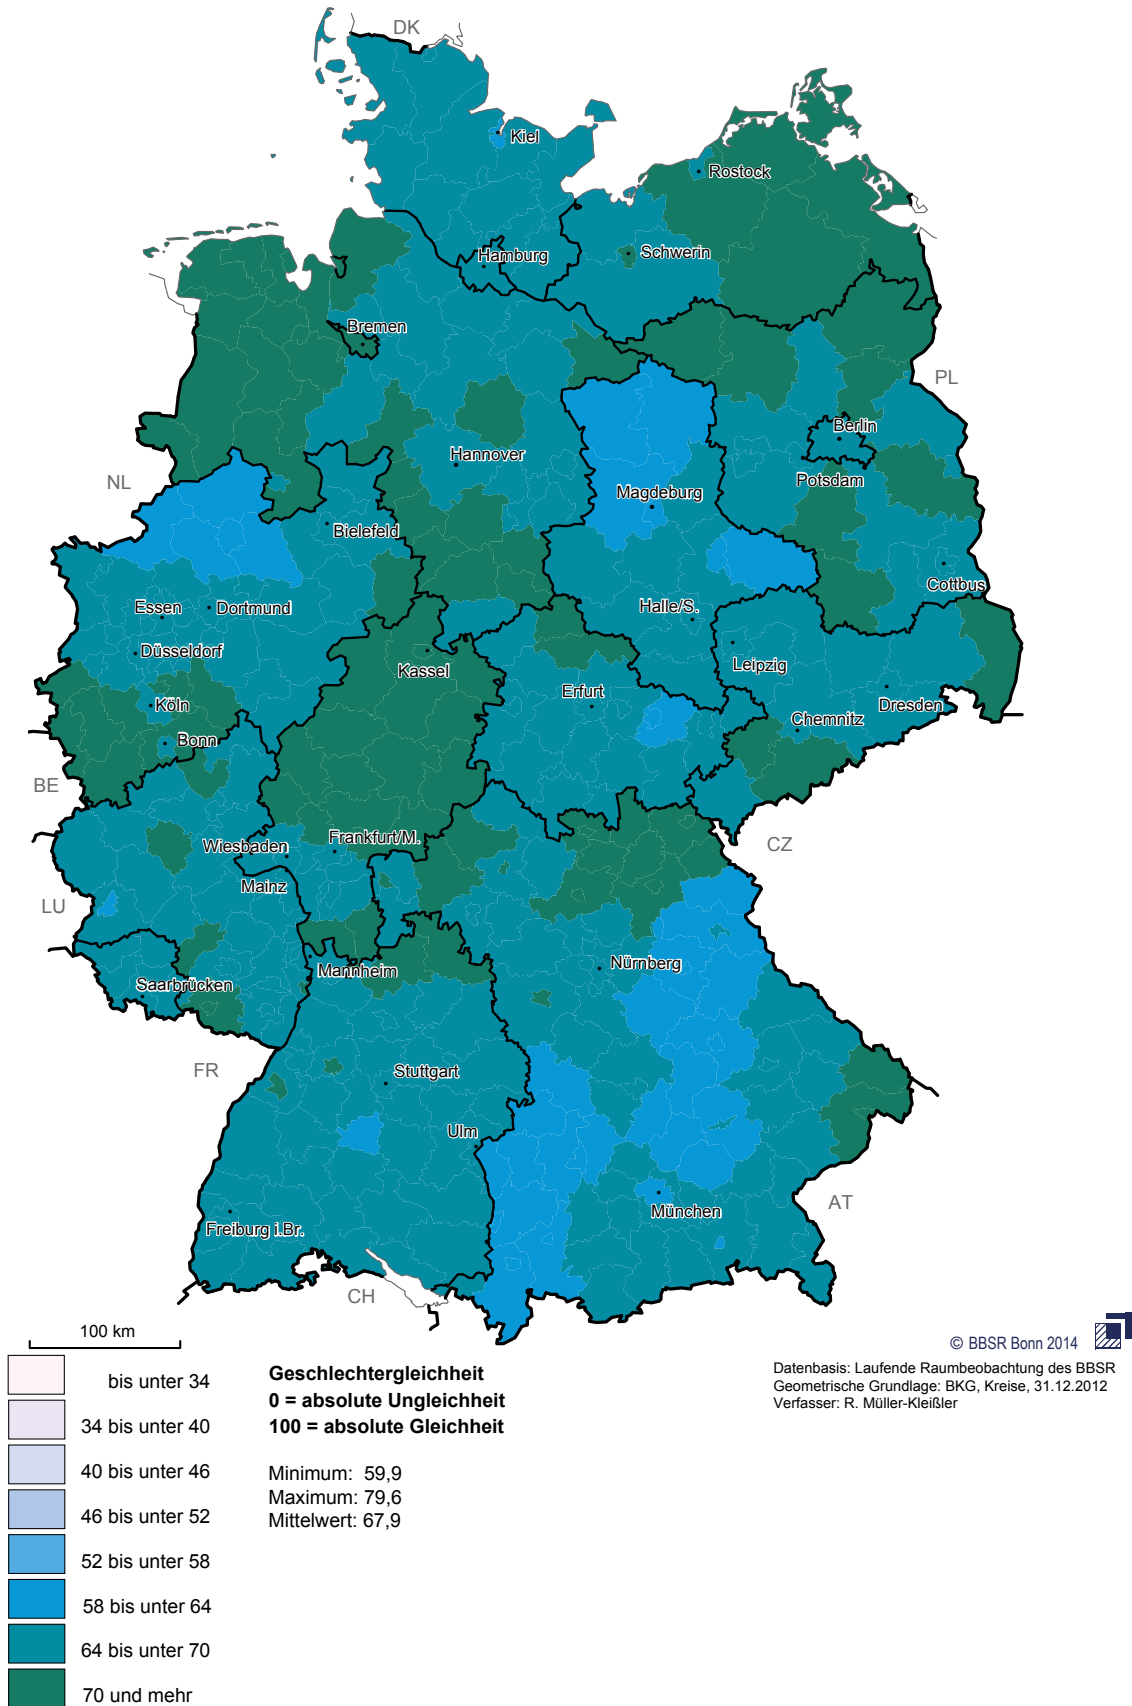 DK
Kiel
Rostock
Hamburg
Schwerin
Bremen
PL
Berlin
Hannover
NL
Potsdam
Magdeburg
Bielefeld
Cottbus
Essen
Dortmund
Halle/S.
Düsseldorf
Leipzig
Kassel
Erfurt
Köln
Dresden
Chemnitz
Bonn
BE
Frankfurt/M.
Wiesbaden
CZ
Mainz
LU
Nürnberg
Mannheim
Saarbrücken
FR
Stuttgart
Ulm
AT
München
Freiburg i.Br.
CH
100 km
© BBSR Bonn 2014
Datenbasis: Laufende Raumbeobachtung des BBSR
Geometrische Grundlage: BKG, Kreise, 31.12.2012
Verfasser: R. Müller-Kleißler
bis unter 34
34 bis unter 40
40 bis unter 46
46 bis unter 52
52 bis unter 58
58 bis unter 64
64 bis unter 70
70 und mehr
Geschlechtergleichheit
0 = absolute Ungleichheit
100 = absolute Gleichheit
Minimum: 59,9
Maximum: 79,6
Mittelwert: 67,9